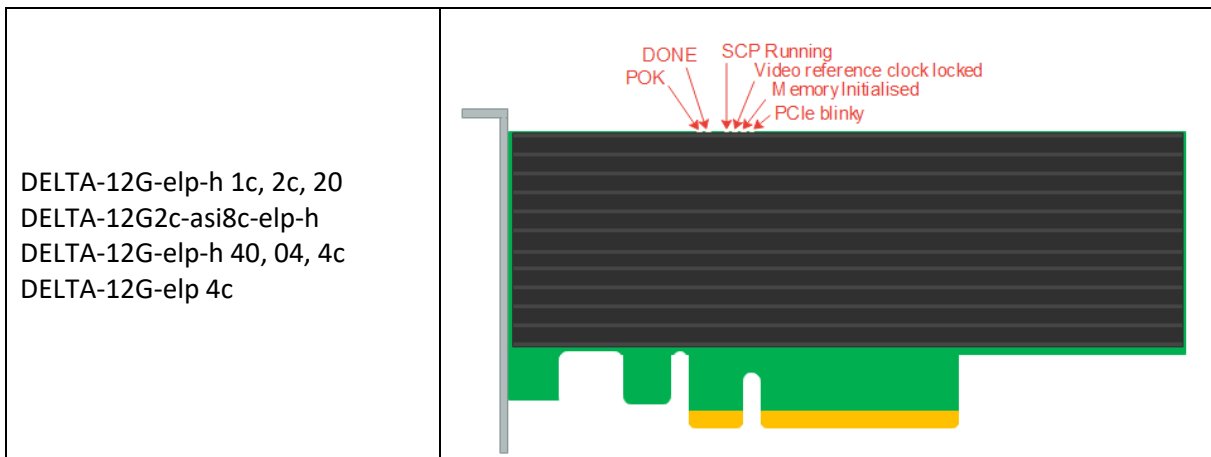 DELTA-12G-elp-h 1c, 2c, 20
DELTA-12G2c-asi8c-elp-h
DELTA-12G-elp-h 40, 04, 4c
DELTA-12G-elp 4c
POK
DONE
SCP Running
Video reference clock locked
Memory Initialised
PCIe blinky